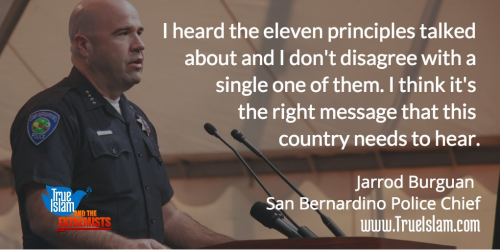 I heard the eleven principles talked
about and I don't disagree with a
single one of them. I think it's
the right message that this
country needs to hear.
Jarrod Burguan
San Bernardino Police Chief
www.TrueIslam.com
True
Islam
AND THE
EXTREMISTS